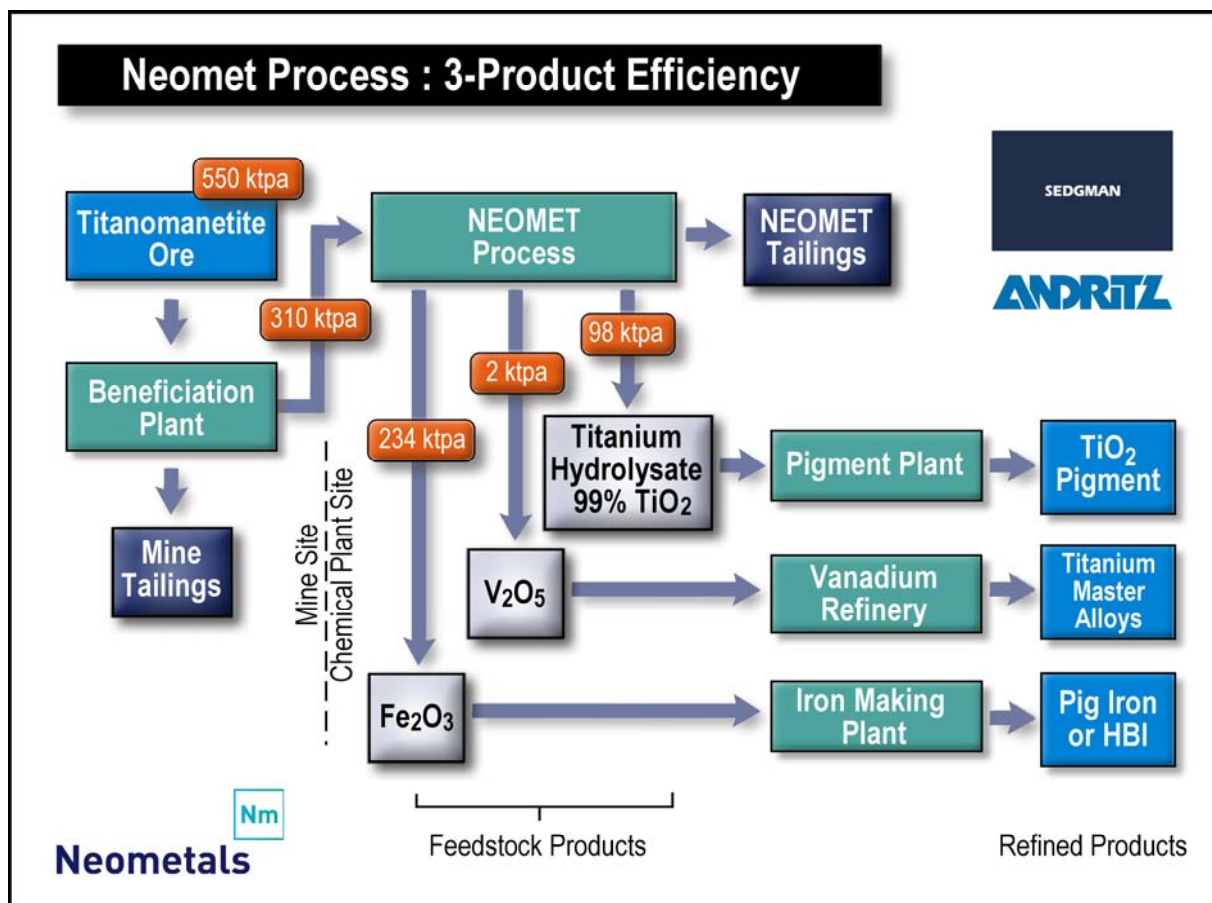 Neomet Process : 3-Product Efficiency
550 ktpa
Titanomanetite
Ore
NEOMET
Process
NEOMET
Tailings
SEDGMAN
ANDRITZ
310 ktpa
98 ktpa
2 ktpa
234 ktpa
Beneficiation
Plant
Titanium
Hydrolysate
99% TiO₂
Pigment Plant
TiO₂
Pigment
Mine
Tailings
Mine Site
Chemical Plant Site
V₂O₅
Vanadium
Refinery
Titanium
Master
Alloys
Fe₂O₃
Iron Making
Plant
Pig Iron
or HBI
Nm
Neometals
Feedstock Products
Refined Products